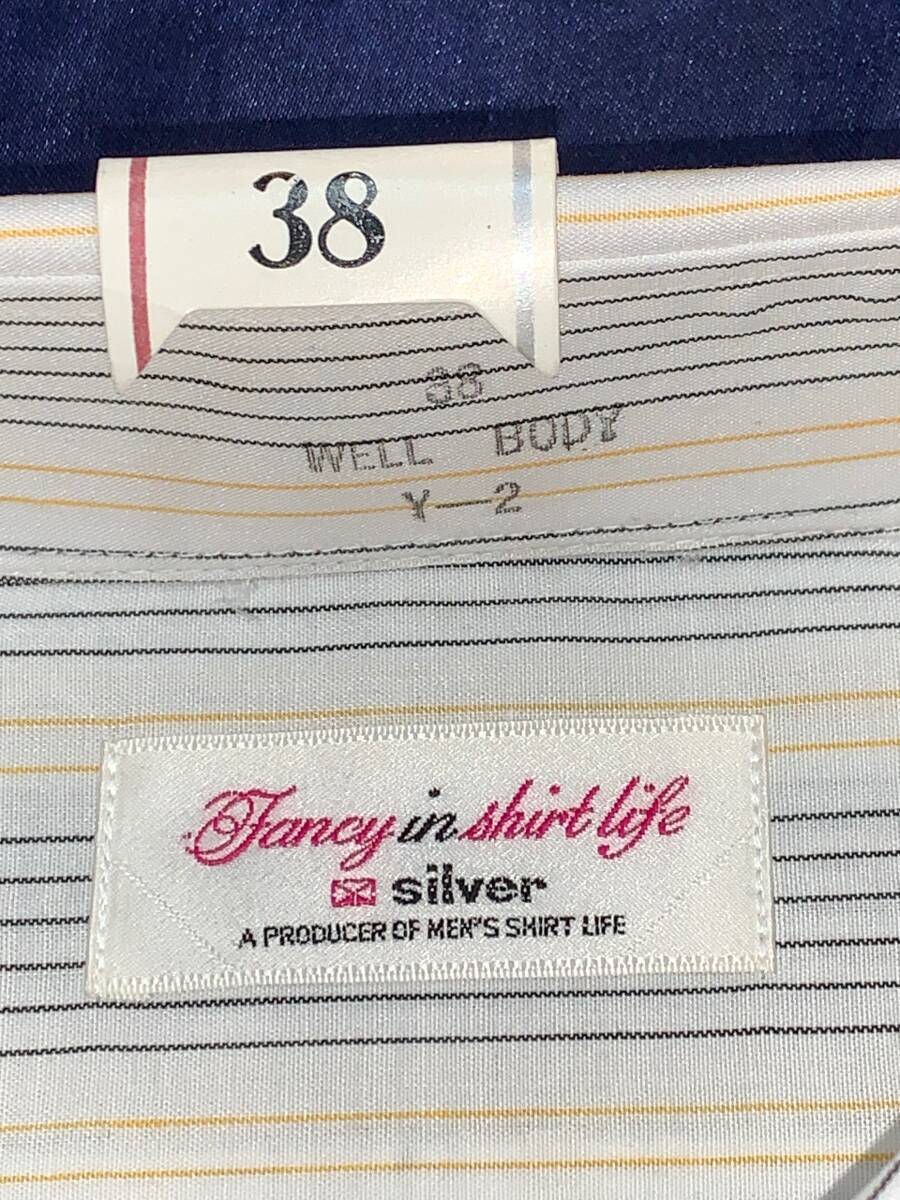 38
38
WELL BODY
Y-2
Fancy in shirt life
silver
A PRODUCER OF MEN'S SHIRT LIFE